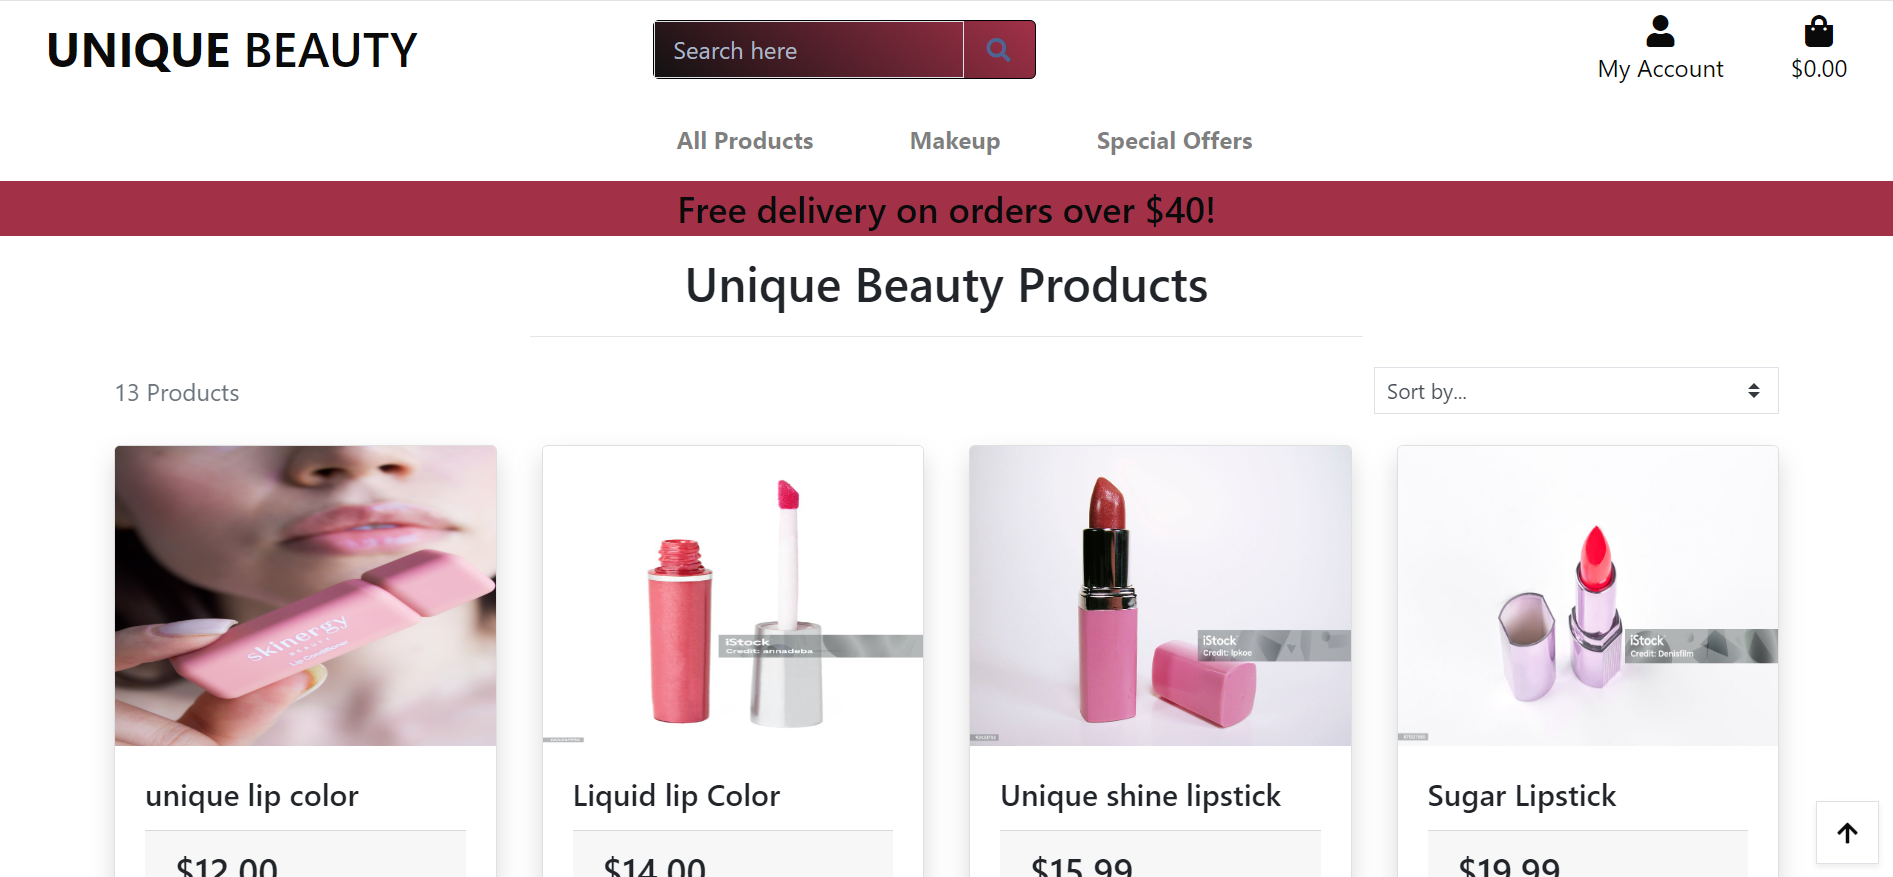 UNIQUE BEAUTY
Search here
My Account
$0.00
All Products
Makeup
Special Offers
Free delivery on orders over $40!
Unique Beauty Products
13 Products
Sort by...
skinergy
BEAUTY
Lip Conditioner
iStock
Credit: annadeba
iStock
Credit: lpkoe
iStock
Credit: Denisfilm
unique lip color
Liquid lip Color
Unique shine lipstick
Sugar Lipstick
$12.00
$14.00
$15.99
$19.99